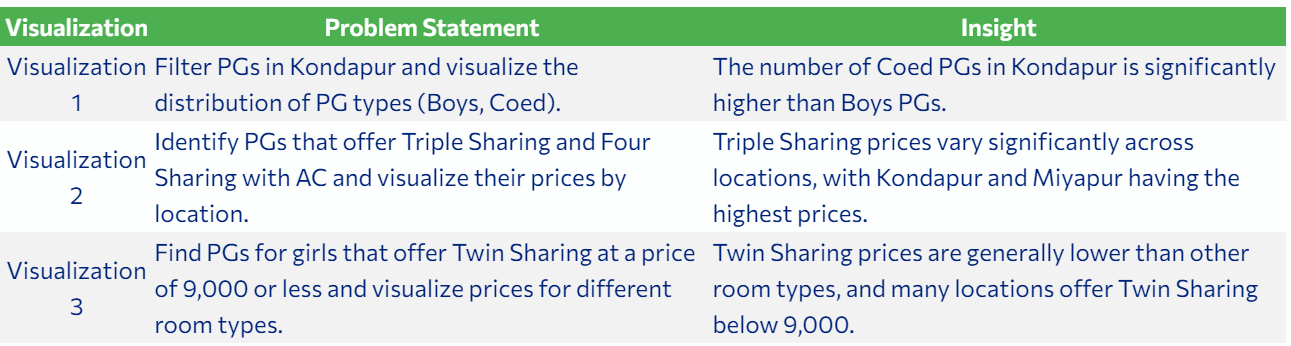 Visualization Problem Statement Insight
Visualization 1 Filter PGs in Kondapur and visualize the distribution of PG types (Boys, Coed). The number of Coed PGs in Kondapur is significantly higher than Boys PGs.
Visualization 2 Identify PGs that offer Triple Sharing and Four Sharing with AC and visualize their prices by location. Triple Sharing prices vary significantly across locations, with Kondapur and Miyapur having the highest prices.
Visualization 3 Find PGs for girls that offer Twin Sharing at a price of 9,000 or less and visualize prices for different room types. Twin Sharing prices are generally lower than other room types, and many locations offer Twin Sharing below 9,000.